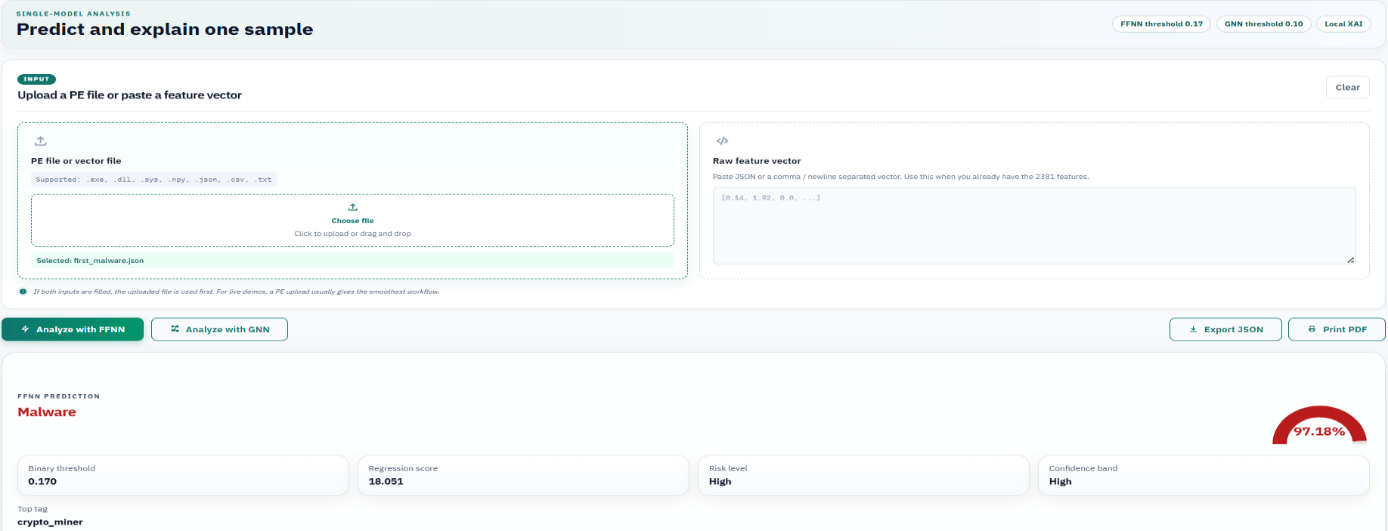 SINGLE-MODEL ANALYSIS
Predict and explain one sample
FFNN threshold 0.17
GNN threshold 0.10
Local XAI
INPUT
Upload a PE file or paste a feature vector
Clear
PE file or vector file
Supported: .exe, .dll, .sys, .npy, .json, .csv, .txt
Choose file
Click to upload or drag and drop
Selected: first_malware.json
Raw feature vector
Paste JSON or a comma / newline separated vector. Use this when you already have the 2381 features.
[0.14, 1.92, 0.0, ...]
If both inputs are filled, the uploaded file is used first. For live demos, a PE upload usually gives the smoothest workflow.
Analyze with FFNN
Analyze with GNN
Export JSON
Print PDF
FFNN PREDICTION
Malware
97.18%
Binary threshold
0.170
Regression score
18.051
Risk level
High
Confidence band
High
Top tag
crypto_miner